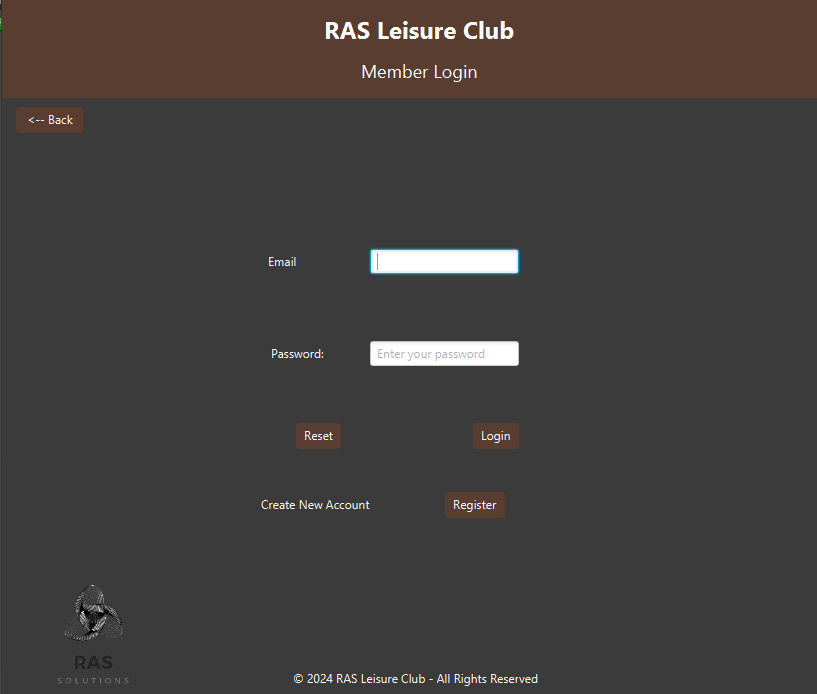 RAS Leisure Club
Member Login
<-- Back
Email
Password: Enter your password
Reset Login
Create New Account Register
RAS
SOLUTIONS
© 2024 RAS Leisure Club - All Rights Reserved